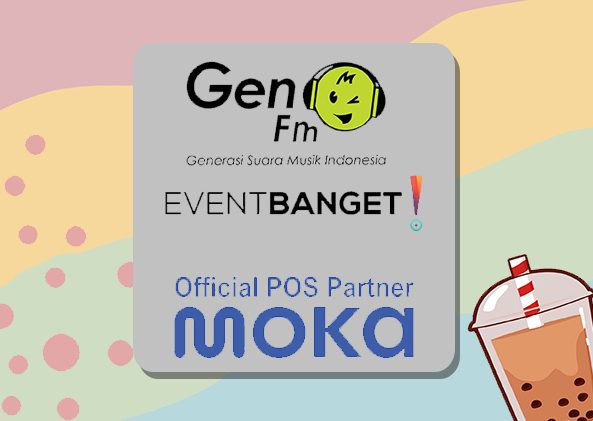 Gen
Fm
Generasi Suara Musik Indonesia
EVENTBANGET!
Official POS Partner
MOKA